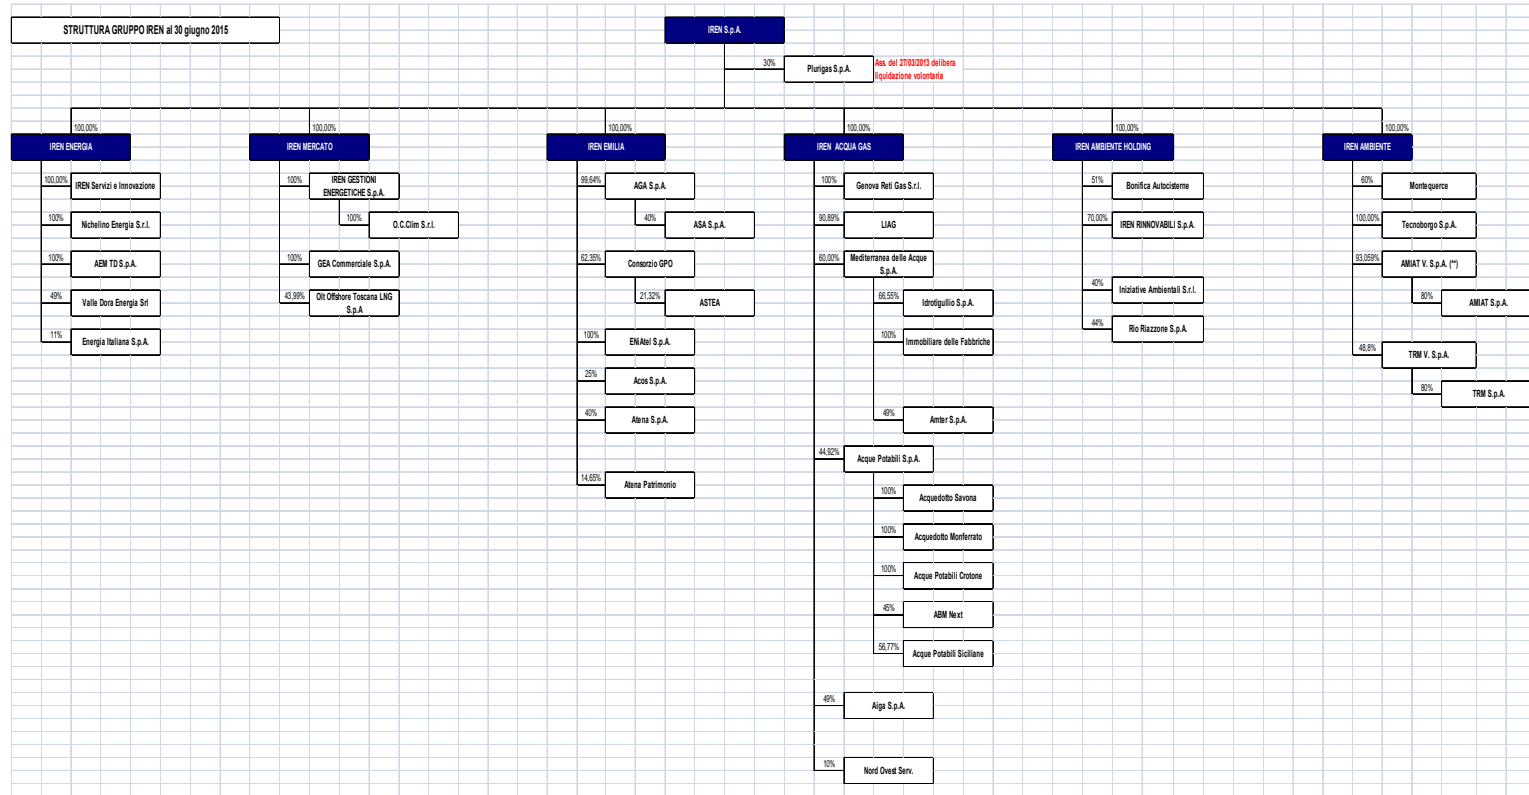 STRUTTURA GRUPPO IREN al 30 giugno 2015
IREN S.p.A.
30%
Plurigas S.p.A.
Ass. del 27/03/2013 delibera
liquidazione volontaria
100,00%
IREN ENERGIA
100,00%
IREN Servizi e Innovazione
100%
Nichelino Energia S.r.l.
100%
AEM TD S.p.A.
49%
Valle Dora Energia Srl
11%
Energia Italiana S.p.A.
100,00%
IREN MERCATO
100%
IREN GESTIONI
ENERGETICHE S.p.A.
100%
O.C.Clim S.r.l.
100%
GEA Commerciale S.p.A.
43,99%
Olt Offshore Toscana LNG
S.p.A
100,00%
IREN EMILIA
99,64%
AGA S.p.A.
40%
ASA S.p.A.
62,35%
Consorzio GPO
21,32%
ASTEA
100%
ENiAtel S.p.A.
25%
Acos S.p.A.
40%
Atena S.p.A.
14,65%
Atena Patrimonio
100,00%
IREN ACQUA GAS
100%
Genova Reti Gas S.r.l.
90,89%
LIAG
60,00%
Mediterranea delle Acque
S.p.A.
66,55%
Idrotigullio S.p.A.
100%
Immobiliare delle Fabbriche
49%
Amter S.p.A.
44,92%
Acque Potabili S.p.A.
100%
Acquedotto Savona
100%
Acquedotto Monferrato
100%
Acque Potabili Crotone
45%
ABM Next
56,77%
Acque Potabili Siciliane
49%
Aiga S.p.A.
10%
Nord Ovest Serv.
100,00%
IREN AMBIENTE HOLDING
51%
Bonifica Autocisterne
70,00%
IREN RINNOVABILI S.p.A.
40%
Iniziative Ambientali S.r.l.
44%
Rio Riazzone S.p.A.
100,00%
IREN AMBIENTE
60%
Montequerce
100,00%
Tecnoborgo S.p.A.
93,059%
AMIAT V. S.p.A. (**)
80%
AMIAT S.p.A.
48,8%
TRM V. S.p.A.
80%
TRM S.p.A.